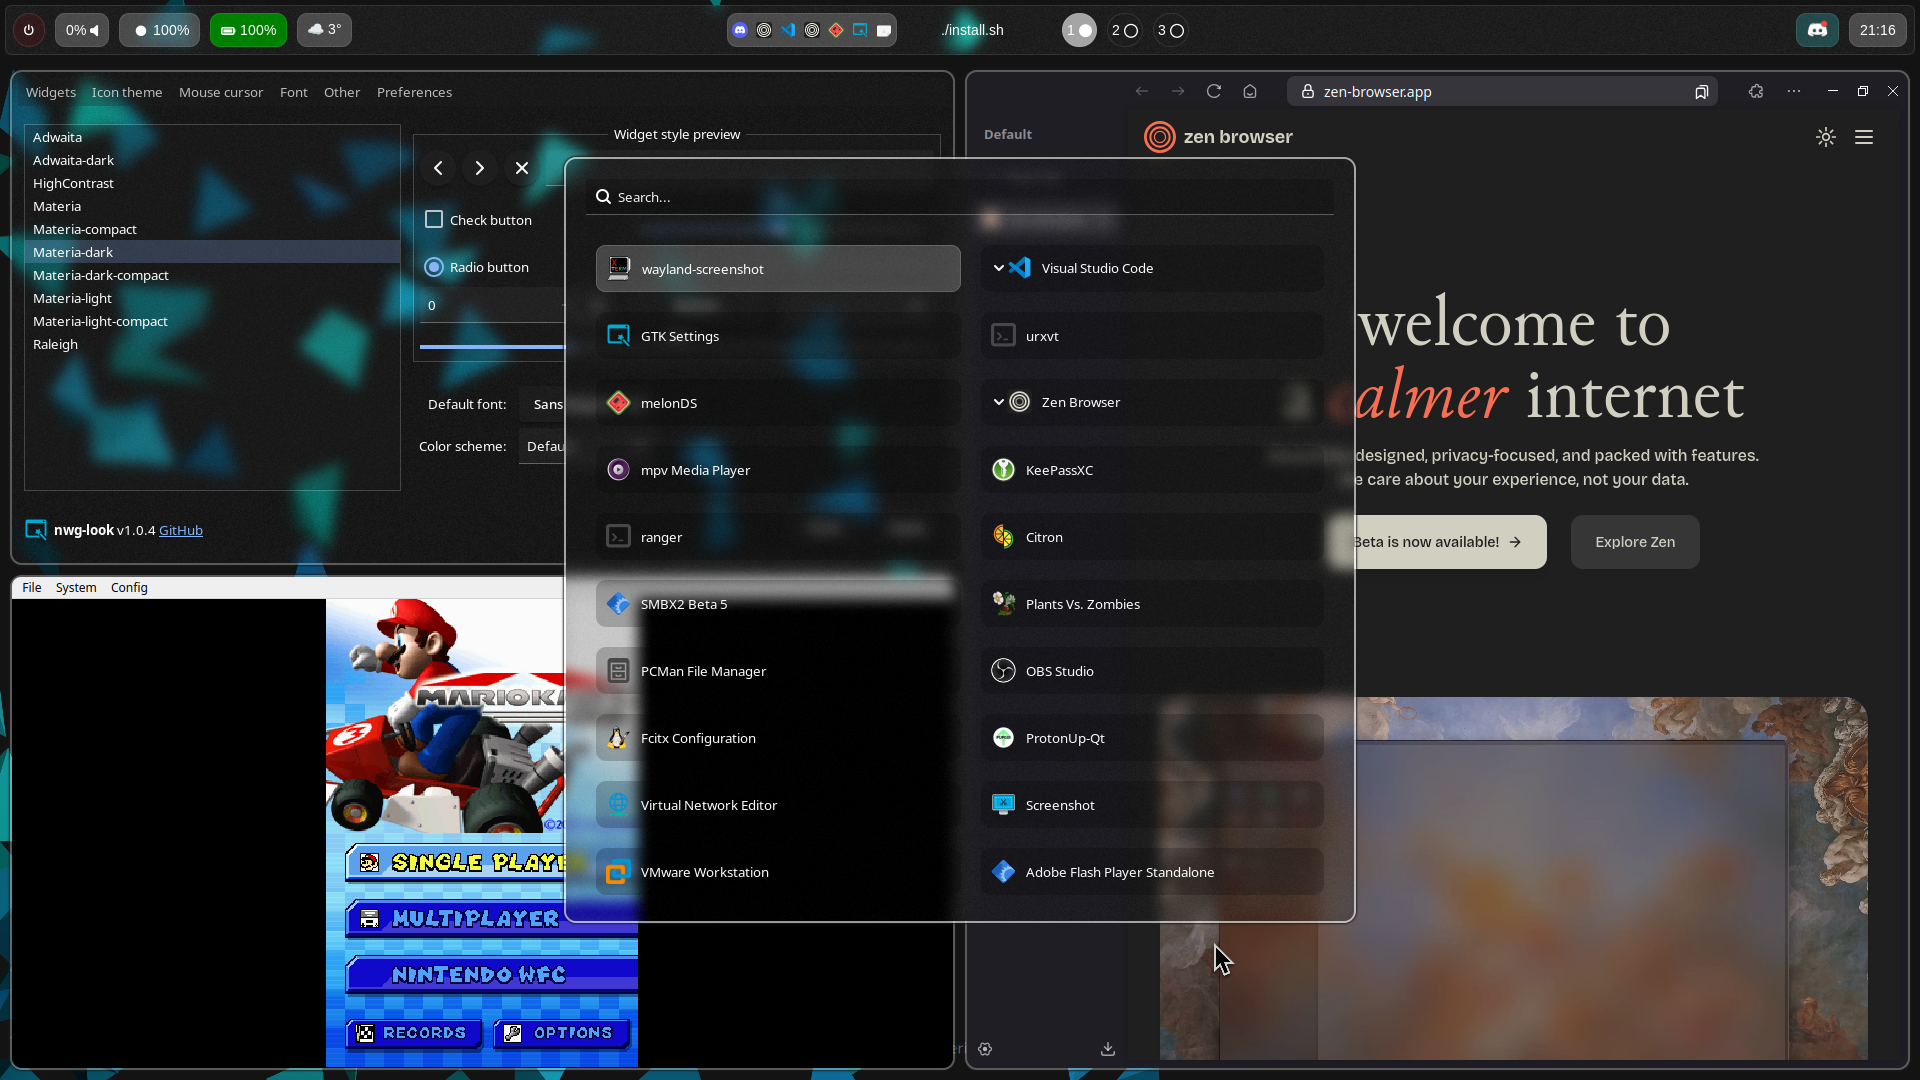 0%
100%
100%
3°
./install.sh
1
2
3
21:16
Widgets
Icon theme
Mouse cursor
Font
Other
Preferences
Adwaita
Adwaita-dark
HighContrast
Materia
Materia-compact
Materia-dark
Materia-dark-compact
Materia-light
Materia-light-compact
Raleigh
Widget style preview
Check button
Radio button
0
Default font:
Sans
Color scheme:
nwg-look v1.0.4 GitHub
zen-browser.app
Default
zen browser
welcome to
internet
designed, privacy-focused, and packed with features.
care about your experience, not your data.
Beta is now available!
Explore Zen
Search...
wayland-screenshot
Visual Studio Code
GTK Settings
urxvt
melonDS
Zen Browser
mpv Media Player
KeePassXC
ranger
Citron
SMBX2 Beta 5
Plants Vs. Zombies
PCMan File Manager
OBS Studio
Fcitx Configuration
ProtonUp-Qt
Virtual Network Editor
Screenshot
VMware Workstation
Adobe Flash Player Standalone
File
System
Config
SINGLE
MULTIPLAYER
NINTENDO WFC
RECORDS
OPTIONS